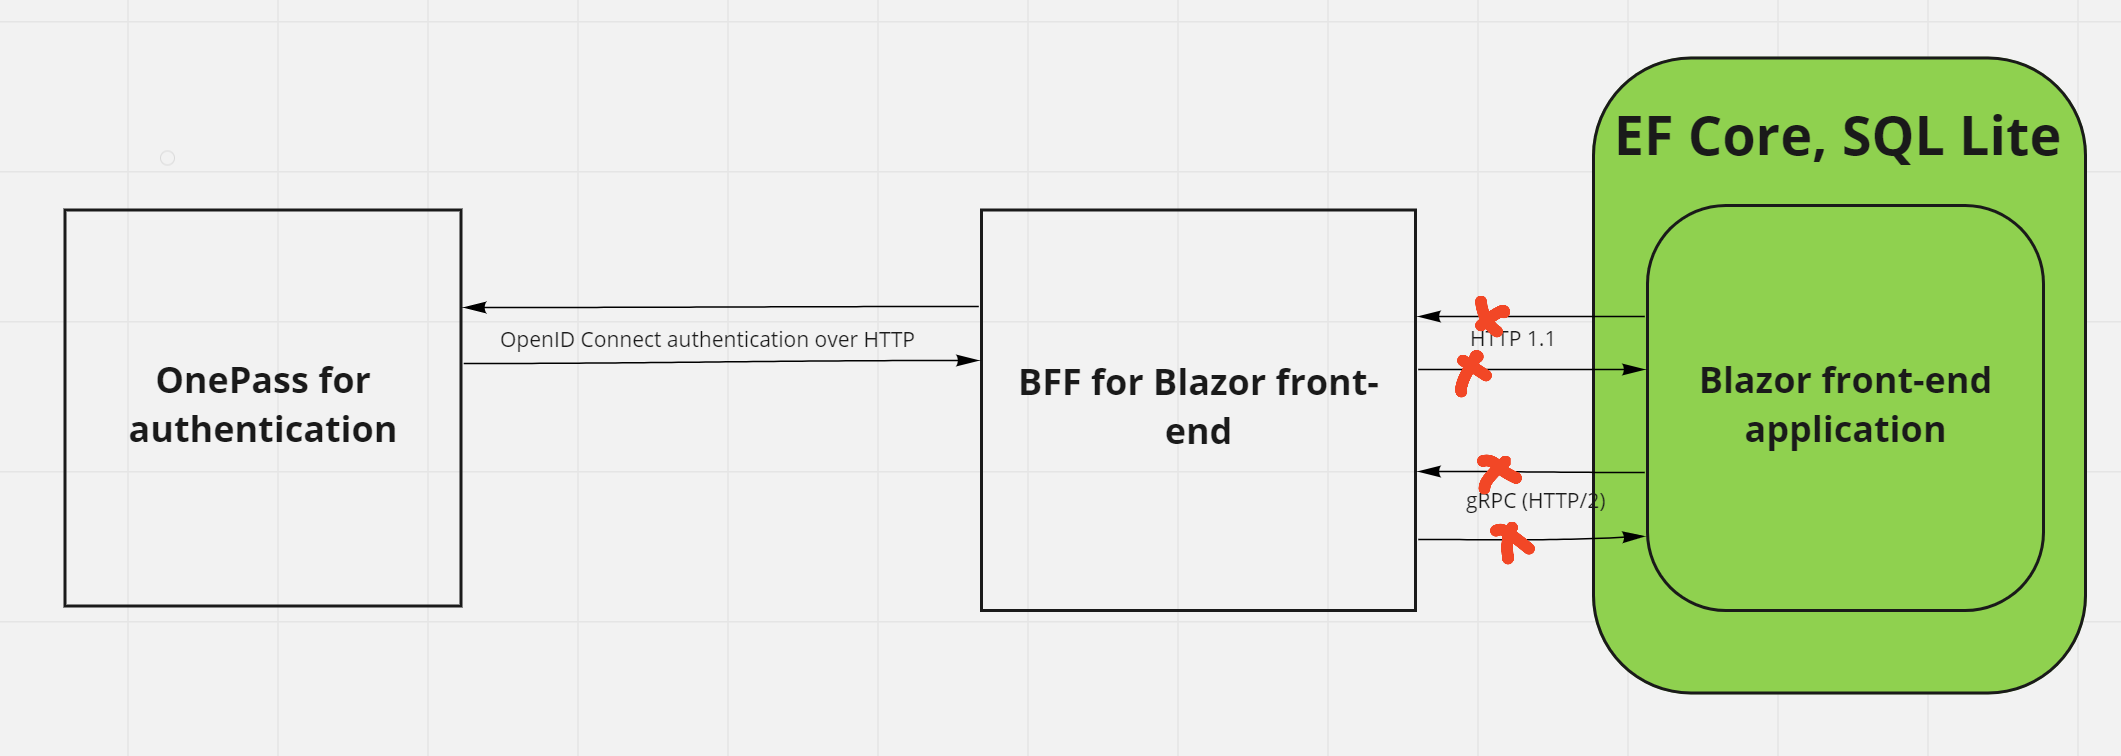 EF Core, SQL Lite
OnePass for
authentication
OpenID Connect authentication over HTTP
BFF for Blazor front-
end
HTTP 1.1
gRPC (HTTP/2)
Blazor front-end
application